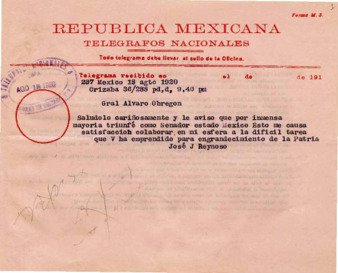 Forma M. 5.
REPUBLICA MEXICANA
TELEGRAFOS NACIONALES
Todo telegrama debe llevar el sello de la Oficina.
Telegrama recibido en el de de 191
257 Mexico 18 agto 1920
Orizaba 36/288 pd,d, 9,40 pm
AGO 18 1920
Gral Alvaro Obregon
Saludolo cariñosamente y le aviso que por inmensa
mayoria triunfé como Senador estado Mexico Esto me causa
satisfaccion colaborar en mi esfera a la dificil tarea
que V ha emprendido para engrandecimiento de la Patria
José J Reynoso